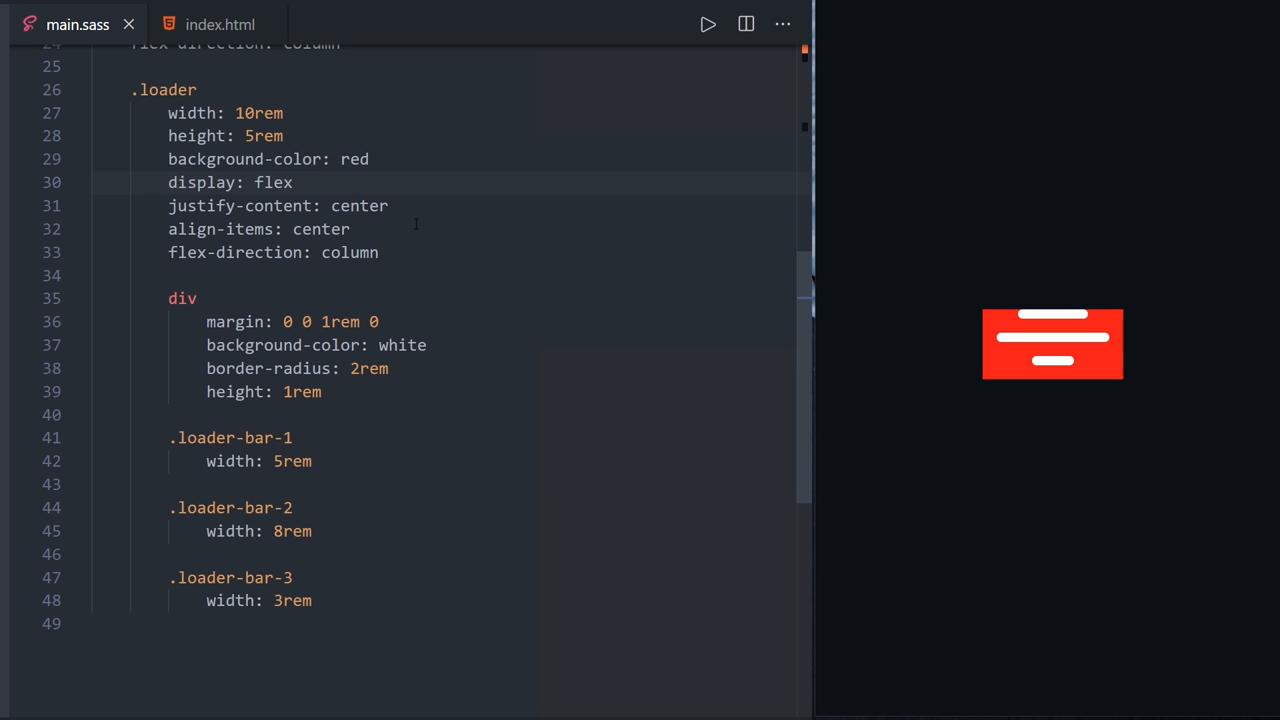 main.sass
index.html
24 flex-direction: column
25
26 .loader
27 width: 10rem
28 height: 5rem
29 background-color: red
30 display: flex
31 justify-content: center
32 align-items: center
33 flex-direction: column
34
35 div
36 margin: 0 0 1rem 0
37 background-color: white
38 border-radius: 2rem
39 height: 1rem
40
41 .loader-bar-1
42 width: 5rem
43
44 .loader-bar-2
45 width: 8rem
46
47 .loader-bar-3
48 width: 3rem
49